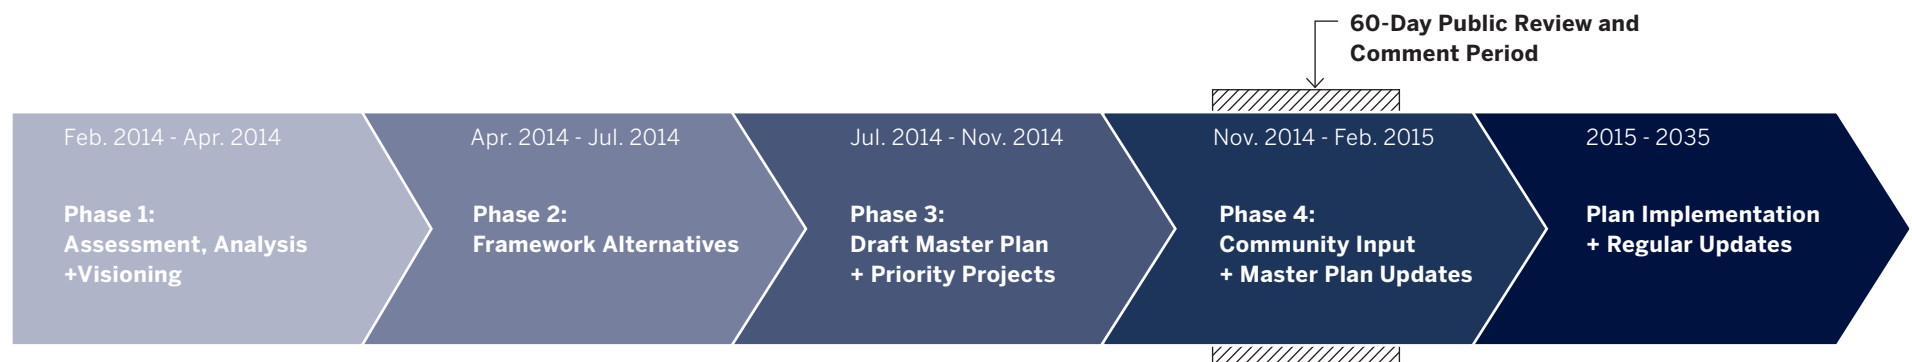 60-Day Public Review and
Comment Period
Feb. 2014 - Apr. 2014
Phase 1:
Assessment, Analysis
+Visioning
Apr. 2014 - Jul. 2014
Phase 2:
Framework Alternatives
Jul. 2014 - Nov. 2014
Phase 3:
Draft Master Plan
+ Priority Projects
Nov. 2014 - Feb. 2015
Phase 4:
Community Input
+ Master Plan Updates
2015 - 2035
Plan Implementation
+ Regular Updates